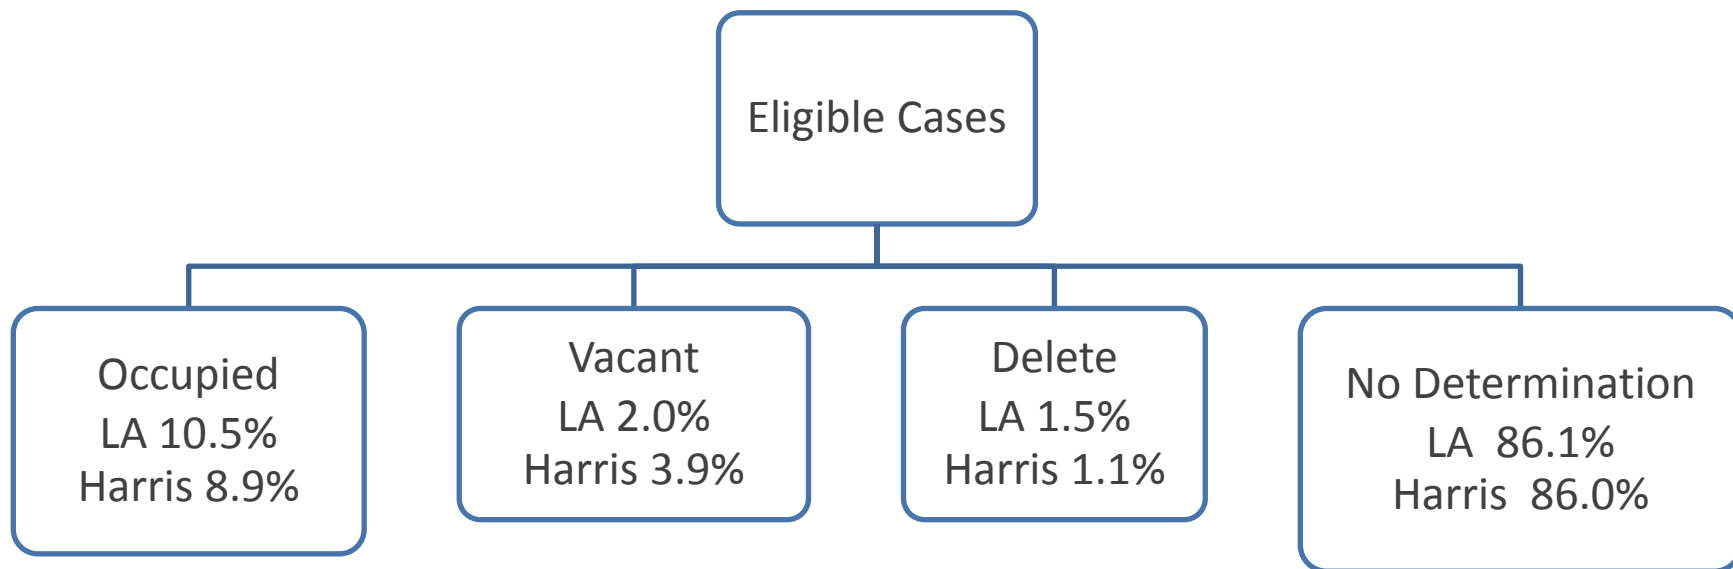 Eligible Cases
Occupied
LA 10.5%
Harris 8.9%
Vacant
LA 2.0%
Harris 3.9%
Delete
LA 1.5%
Harris 1.1%
No Determination
LA 86.1%
Harris 86.0%